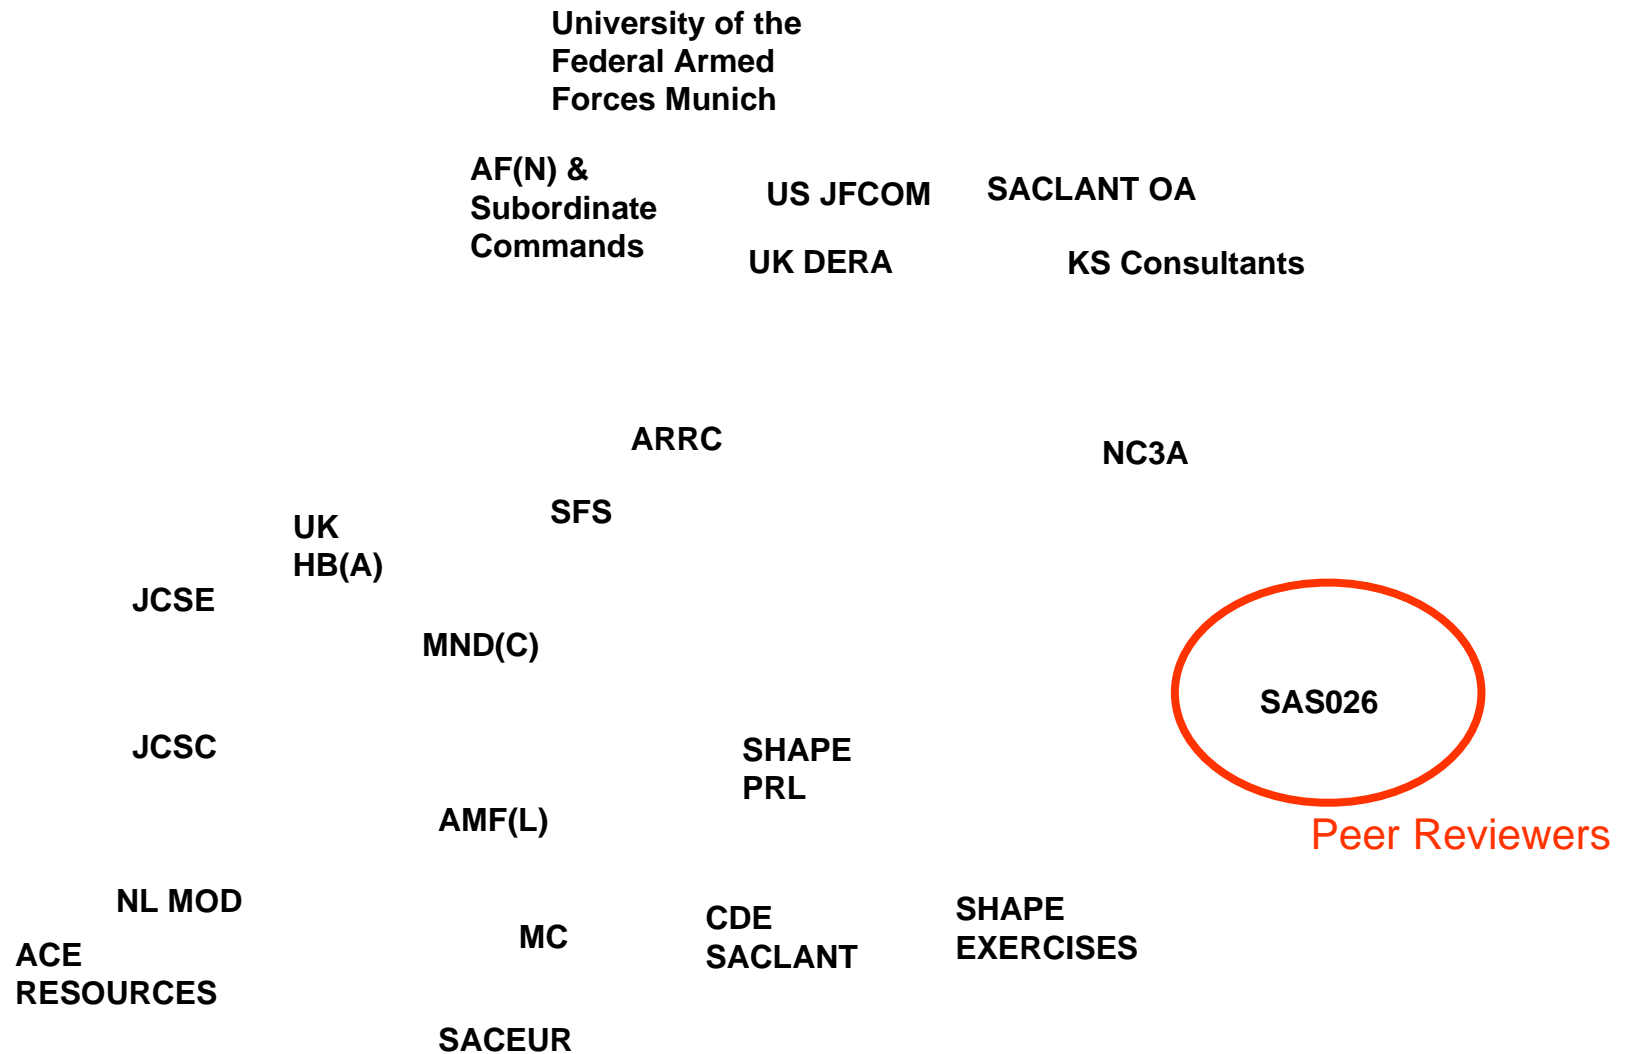 University of the
Federal Armed
Forces Munich
AF(N) &
Subordinate
Commands
US JFCOM
SACLANT OA
UK DERA
KS Consultants
ARRC
NC3A
SFS
UK
HB(A)
JCSE
MND(C)
SAS026
JCSC
SHAPE
PRL
AMF(L)
Peer Reviewers
NL MOD
CDE
SACLANT
SHAPE
EXERCISES
MC
ACE
RESOURCES
SACEUR